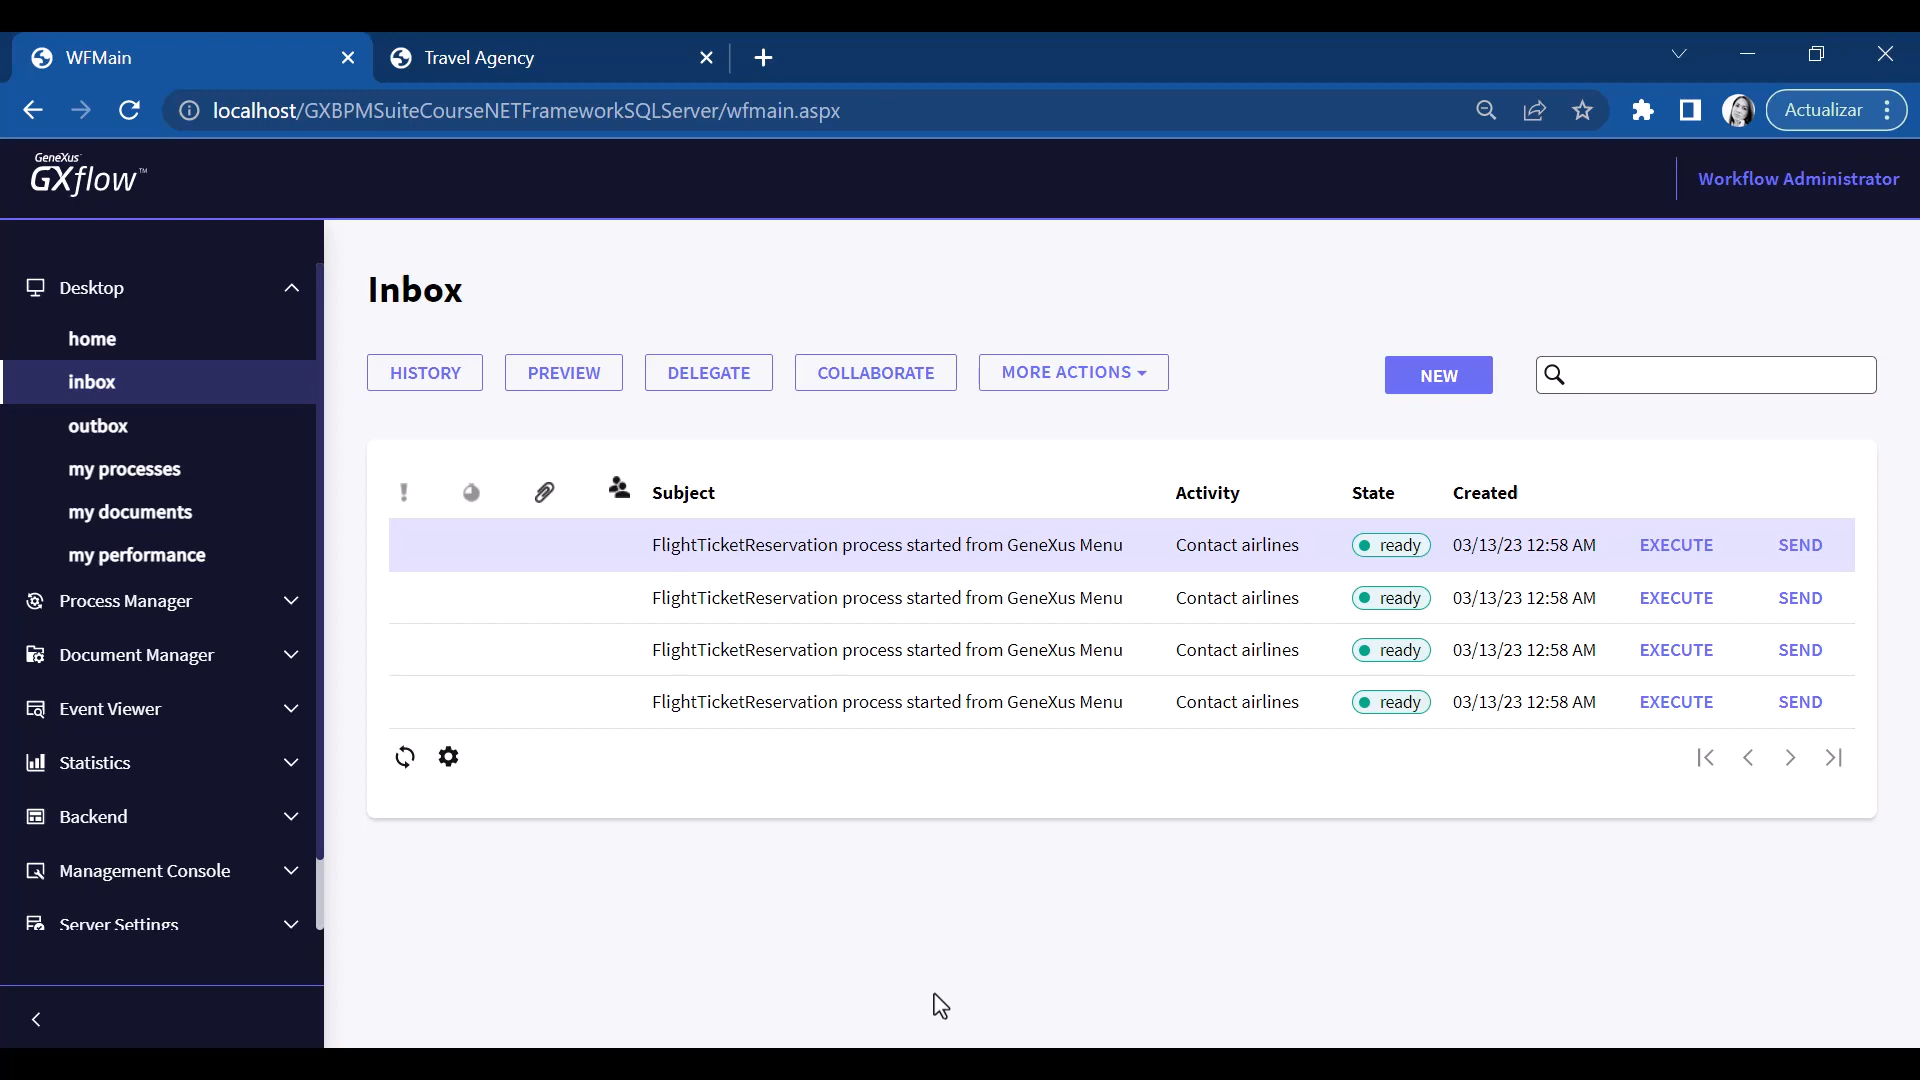 WFMain
Travel Agency
localhost/GXBPMSuiteCourseNETFrameworkSQLServer/wfmain.aspx
Actualizar
GeneXus™
GXflow™
Workflow Administrator
Desktop
home
inbox
outbox
my processes
my documents
my performance
Process Manager
Document Manager
Event Viewer
Statistics
Backend
Management Console
Server Settings
Inbox
HISTORY PREVIEW DELEGATE COLLABORATE MORE ACTIONS NEW
Subject Activity State Created
FlightTicketReservation process started from GeneXus Menu Contact airlines ready 03/13/23 12:58 AM EXECUTE SEND
FlightTicketReservation process started from GeneXus Menu Contact airlines ready 03/13/23 12:58 AM EXECUTE SEND
FlightTicketReservation process started from GeneXus Menu Contact airlines ready 03/13/23 12:58 AM EXECUTE SEND
FlightTicketReservation process started from GeneXus Menu Contact airlines ready 03/13/23 12:58 AM EXECUTE SEND